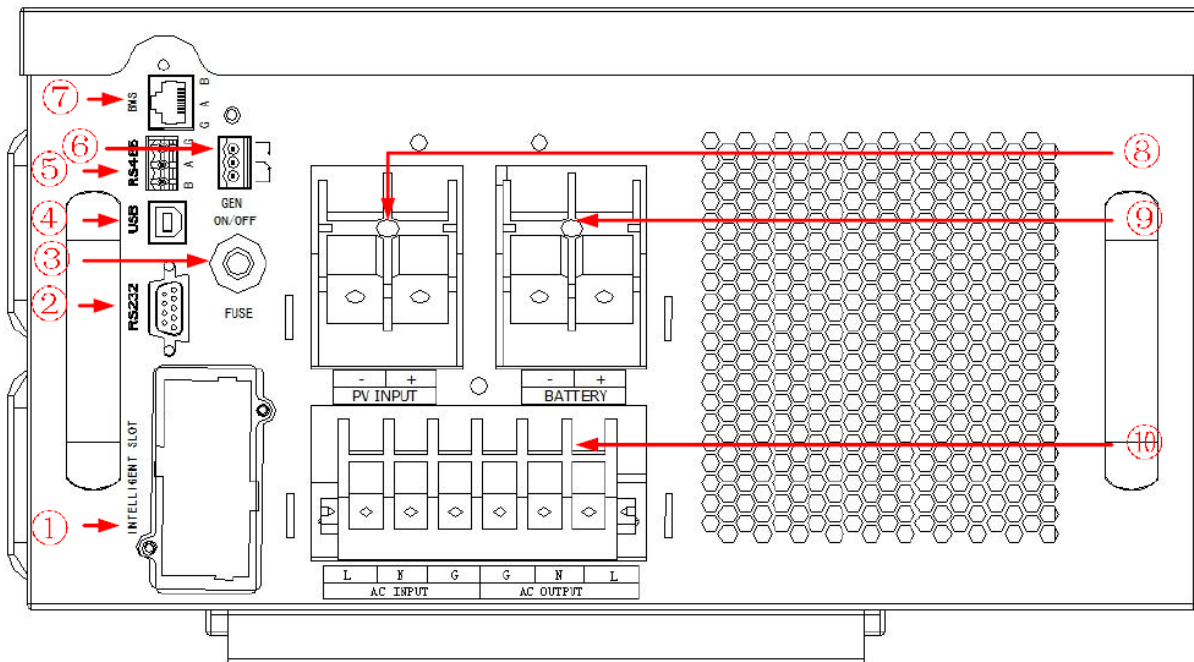 ⑦
BMS
B
A
G
⑥
⑤
RS485
G
A
B
GEN
ON/OFF
④
USB
③
FUSE
②
RS232
⑧
⑨
- +
PV INPUT
- +
BATTERY
⑩
①
INTELLIGENT SLOT
L N G G N L
AC INPUT AC OUTPUT